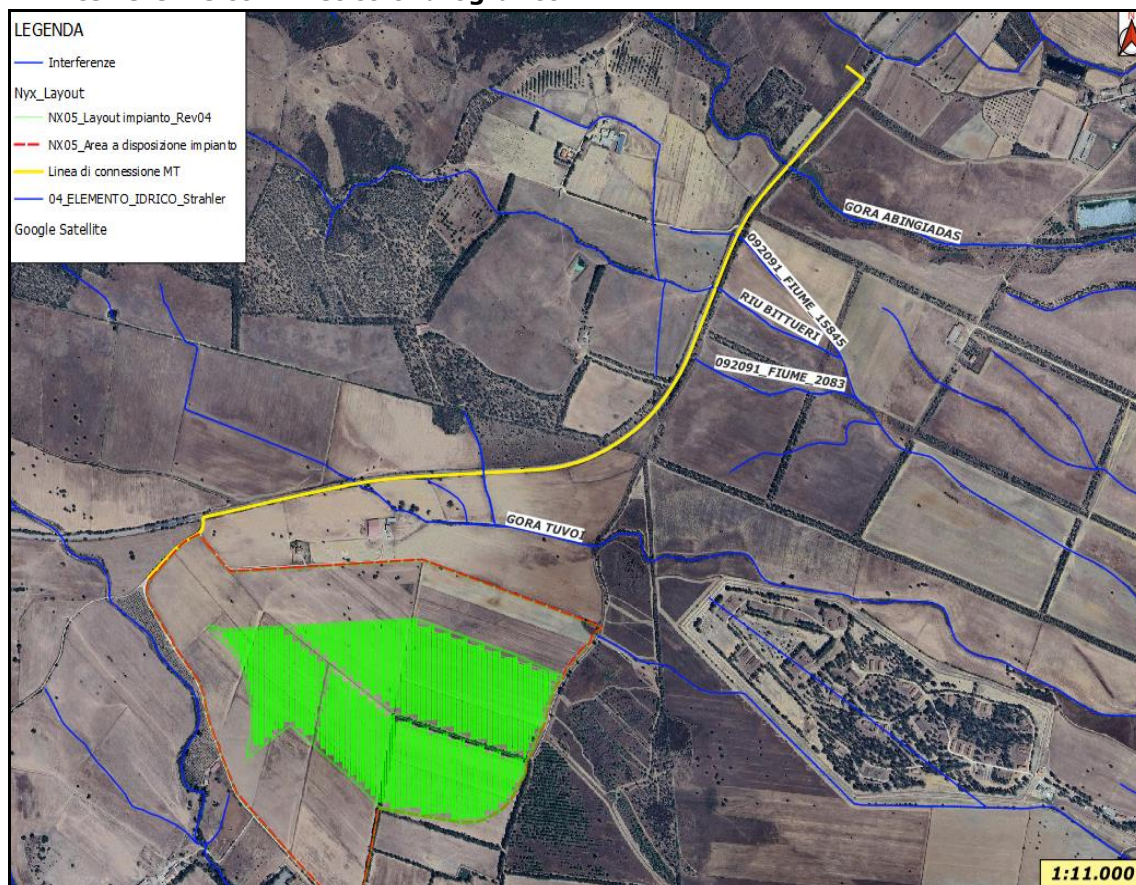 LEGENDA
Interferenze
Nyx_Layout
NX05_Layout impianto_Rev04
NX05_Area a disposizione impianto
Linea di connessione MT
04_ELEMENTO_IDRICO_Strahler
Google Satellite
GORA ABINGIADAS
092091_FIUME_15845
RIU BITTUERI
092091_FIUME_2083
GORA TUVOI
1:11.000